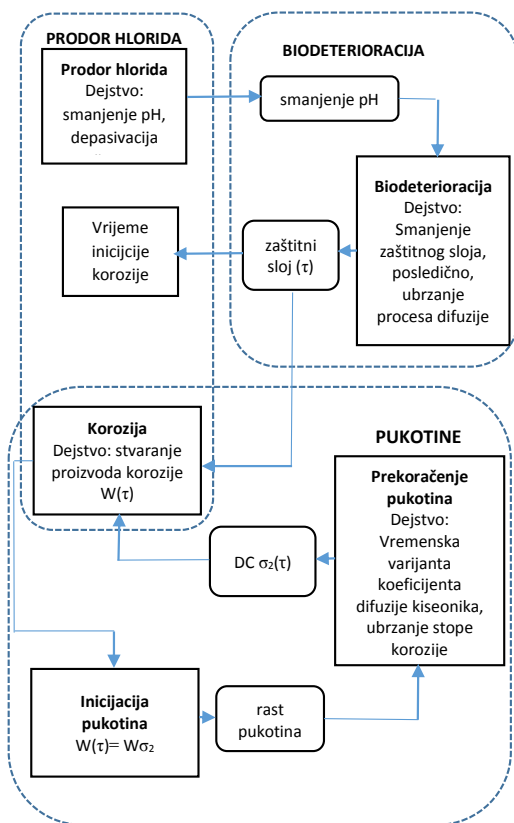 PRODOR HLORIDA
Prodor hlorida
Dejstvo:
smanjenje pH,
depasivacija
BIODETERIORACIJA
smanjenje pH
Biodeterioracija
Dejstvo:
Smanjenje
zaštitnog sloja,
posledično,
ubrzanje
procesa difuzije
zaštitni
sloj (τ)
Vrijeme
inicijcije
korozije
Korozija
Dejstvo: stvaranje
proizvoda korozije
W(τ)
PUKOTINE
Prekoračenje
pukotina
Dejstvo:
Vremenska
varijanta
koeficijenta
difuzije kiseonika,
ubrzanje stope
korozije
DC σ₂(τ)
Inicijacija
pukotina
W(τ)= Wσ₂
rast
pukotina